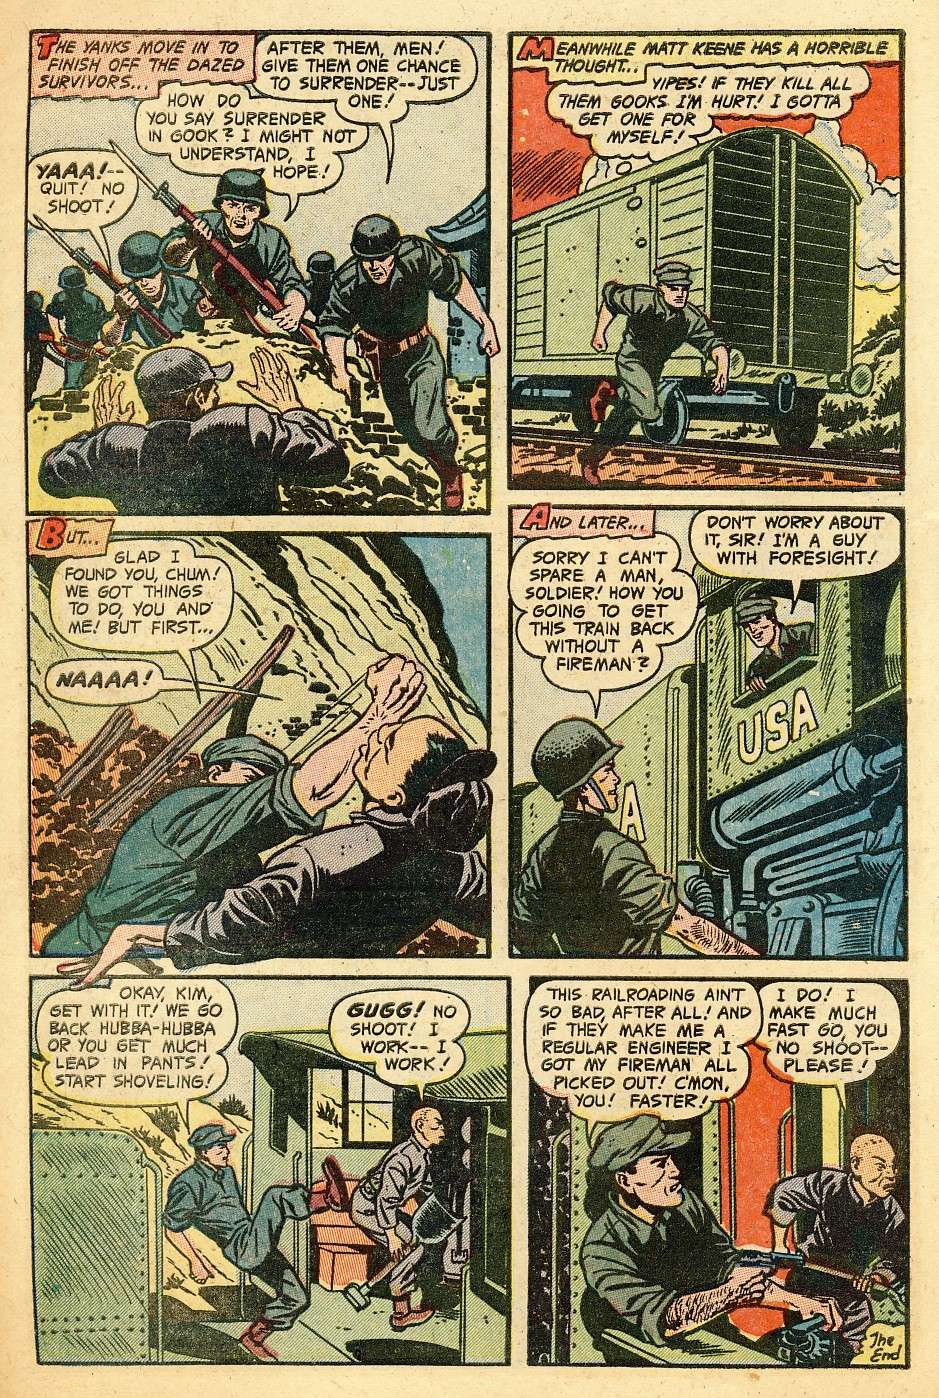 THE YANKS MOVE IN TO
FINISH OFF THE DAZED
SURVIVORS...
AFTER THEM, MEN!
GIVE THEM ONE CHANCE
TO SURRENDER--JUST
ONE!
HOW DO
YOU SAY SURRENDER
IN GOOK? I MIGHT NOT
UNDERSTAND, I
HOPE!
YAAA!--
QUIT! NO
SHOOT!
MEANWHILE MATT KEENE HAS A HORRIBLE
THOUGHT...
YIPES! IF THEY KILL ALL
THEM GOOKS I'M HURT! I GOTTA
GET ONE FOR
MYSELF!
BUT...
GLAD I
FOUND YOU, CHUM!
WE GOT THINGS
TO DO, YOU AND
ME! BUT FIRST...
NAAAA!
AND LATER...
SORRY I CAN'T
SPARE A MAN,
SOLDIER! HOW YOU
GOING TO GET
THIS TRAIN BACK
WITHOUT A
FIREMAN?
DON'T WORRY ABOUT
IT, SIR! I'M A GUY
WITH FORESIGHT!
USA
A
OKAY, KIM,
GET WITH IT! WE GO
BACK HUBBA-HUBBA
OR YOU GET MUCH
LEAD IN PANTS!
START SHOVELING!
GUGG! NO
SHOOT! I
WORK-- I
WORK!
THIS RAILROADING AIN'T
SO BAD, AFTER ALL! AND
IF THEY MAKE ME A
REGULAR ENGINEER I
GOT MY FIREMAN ALL
PICKED OUT! C'MON,
YOU! FASTER!
I DO! I
MAKE MUCH
FAST GO, YOU
NO SHOOT--
PLEASE!
The
End